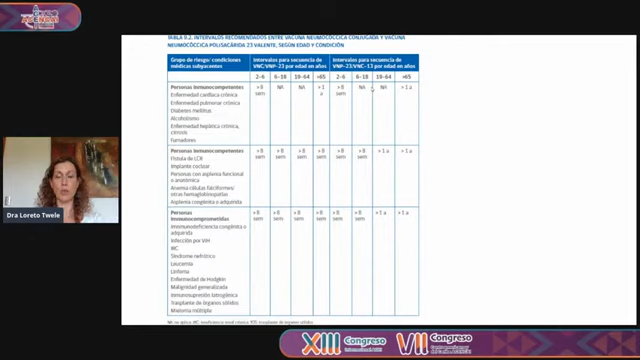 TABLA 9.2. INTERVALOS RECOMENDADOS ENTRE VACUNA NEUMOCÓCCICA CONJUGADA Y VACUNA
NEUMOCÓCCICA POLISACÁRIDA 23 VALENTE, SEGÚN EDAD Y CONDICIÓN
Grupo de riesgo: condiciones médicas subyacentes
Intervalos para secuencia de VNC/VNP-23 por edad en años
Intervalos para secuencia de VNP-23/VNC-13 por edad en años
2–6 6–18 19–64 >65 2–6 6–18 19–64 >65
Personas inmunocompetentes >8 sem NA NA >1 a >8 sem NA NA >1 a
Enfermedad cardíaca crónica
Enfermedad pulmonar crónica
Diabetes mellitus
Alcoholismo
Enfermedad hepática crónica, cirrosis
Fumadores
Personas inmunocompetentes >8 sem >8 sem >8 sem >8 sem >8 sem >8 sem >1 a >1 a
Fístula de LCR
Implante coclear
Personas con asplenia funcional o anatómica
Anemia células falciformes/ otras hemoglobinopatías
Asplenia congénita o adquirida
Personas inmunocomprometidas >8 sem >8 sem >8 sem >8 sem >8 sem >8 sem >1 a >1 a
Inmunodeficiencia congénita o adquirida
Infección por VIH
Síndrome nefrótico
Leucemia
Linfoma
Enfermedad de Hodgkin
Malignidad generalizada
Inmunosupresión iatrogénica
Trasplante de órganos sólidos
Mieloma múltiple
Dra Loreto Twele
XIII Congreso
VII Congreso